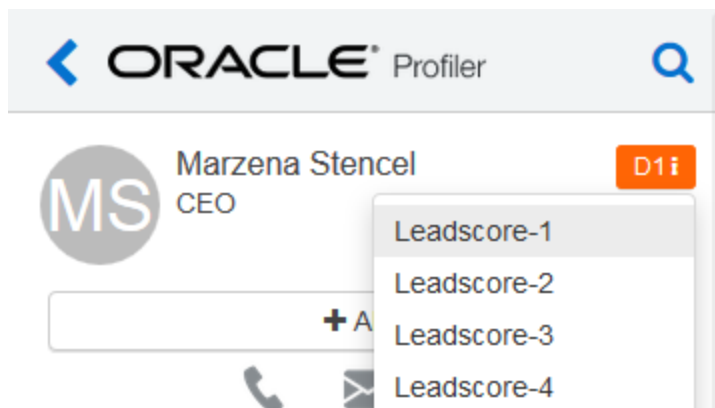 ORACLE® Profiler
MS
Marzena Stencel
CEO
D1
Leadscore-1
Leadscore-2
+ A
Leadscore-3
Leadscore-4